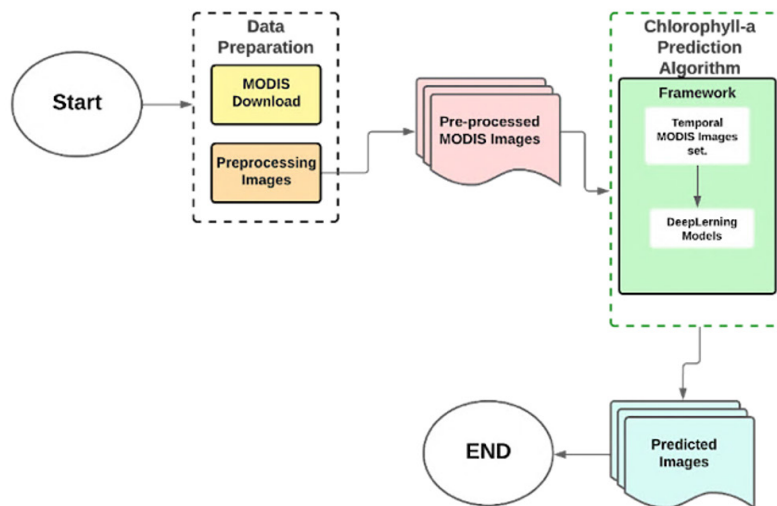 Start
Data
Preparation
MODIS
Download
Preprocessing
Images
Pre-processed
MODIS Images
Chlorophyll-a
Prediction
Algorithm
Framework
Temporal
MODIS Images
set.
DeepLerning
Models
Predicted
Images
END